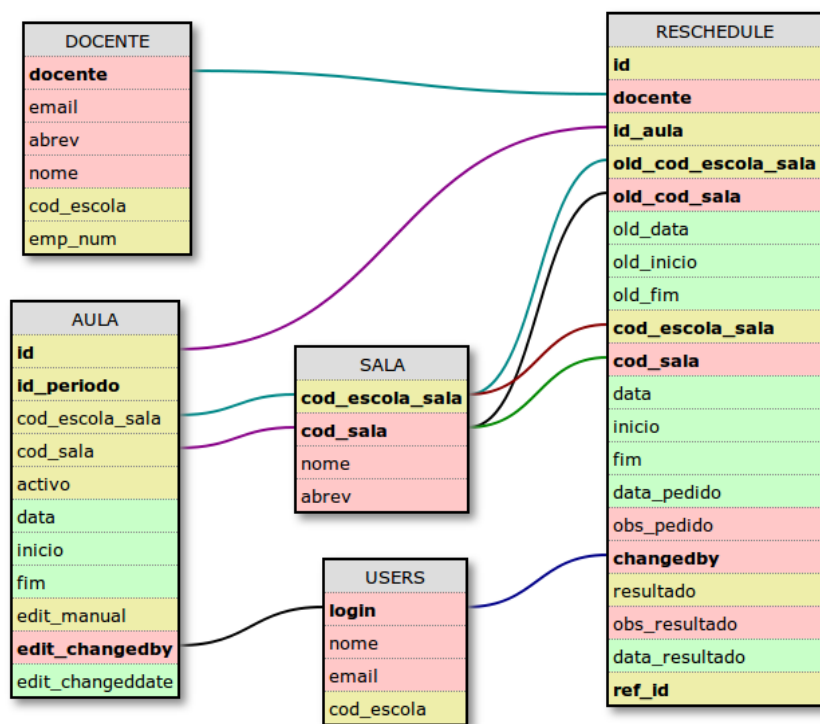 DOCENTE
docente
email
abrev
nome
cod_escola
emp_num
AULA
id
id_periodo
cod_escola_sala
cod_sala
activo
data
inicio
fim
edit_manual
edit_changedby
edit_changeddate
SALA
cod_escola_sala
cod_sala
nome
abrev
USERS
login
nome
email
cod_escola
RESCHEDULE
id
docente
id_aula
old_cod_escola_sala
old_cod_sala
old_data
old_inicio
old_fim
cod_escola_sala
cod_sala
data
inicio
fim
data_pedido
obs_pedido
changedby
resultado
obs_resultado
data_resultado
ref_id